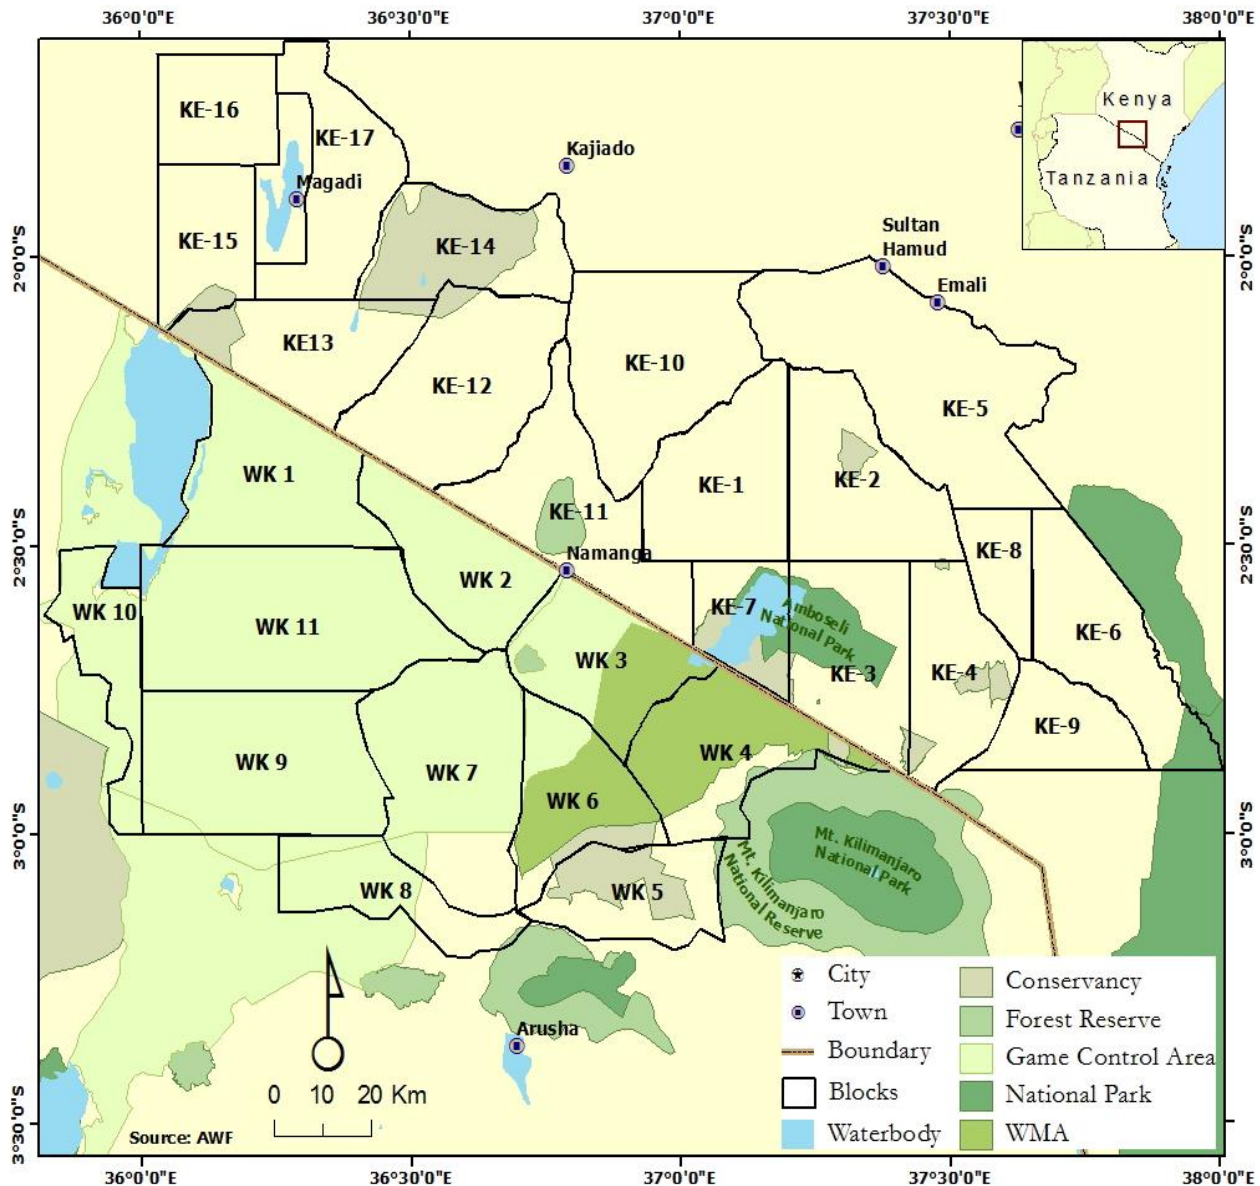 36°0'0"E
36°30'0"E
37°0'0"E
37°30'0"E
38°0'0"E
Kenya
Tanzania
KE-16
KE-17
Kajiado
Magadi
KE-15
KE-14
Sultan
Hamud
Emali
2°0'0"S
2°0'0"S
KE13
KE-10
KE-12
KE-5
WK 1
KE-1
KE-2
KE-11
2°30'0"S
2°30'0"S
Namanga
KE-8
WK 2
WK 10
KE-7
Amboseli
National Park
WK 11
KE-6
WK 3
KE-3
KE-4
KE-9
WK 4
WK 9
WK 7
WK 6
3°0'0"S
3°0'0"S
Mt. Kilimanjaro
National Park
Mt. Kilimanjaro
National Reserve
WK 8
WK 5
City
Town
Boundary
Blocks
Waterbody
Conservancy
Forest Reserve
Game Control Area
National Park
WMA
Arusha
0 10 20 Km
3°30'0"S
3°30'0"S
Source: AWF
36°0'0"E
36°30'0"E
37°0'0"E
37°30'0"E
38°0'0"E